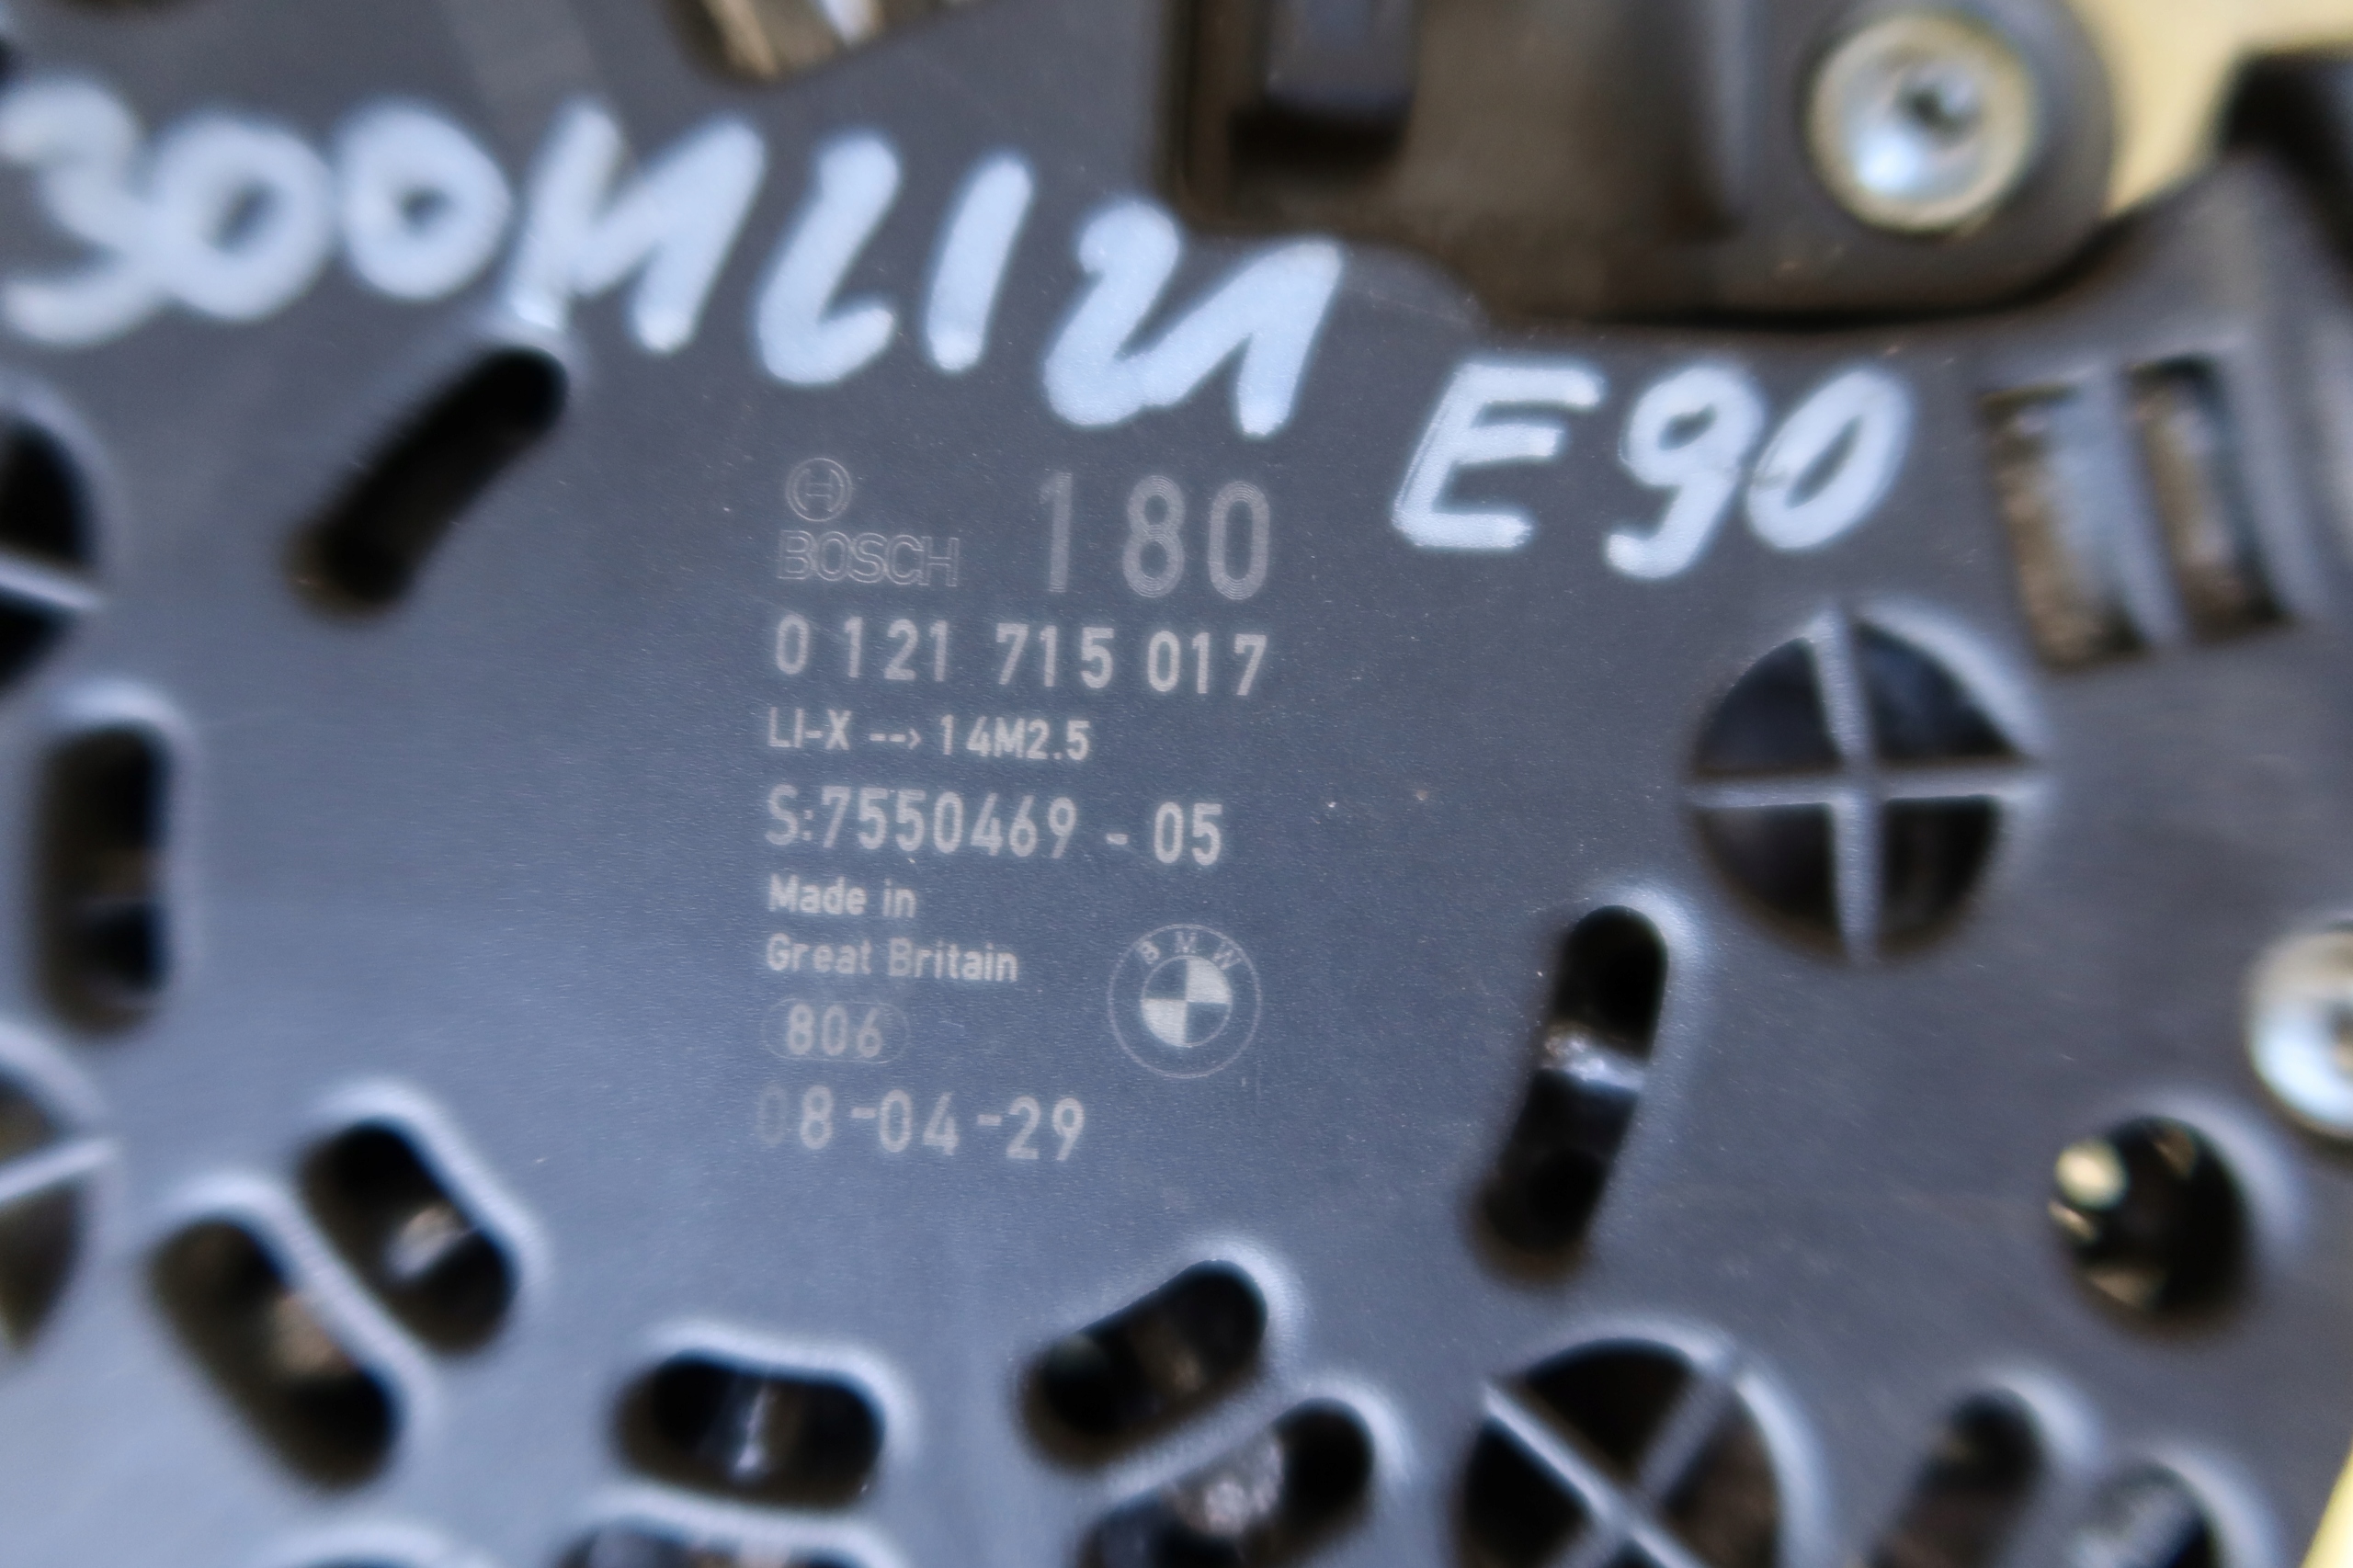 E90
BOSCH 180
0 121 715 017
LI-X --> 14M2.5
S:7550469 - 05
Made in
Great Britain
806
BMW
08-04-29